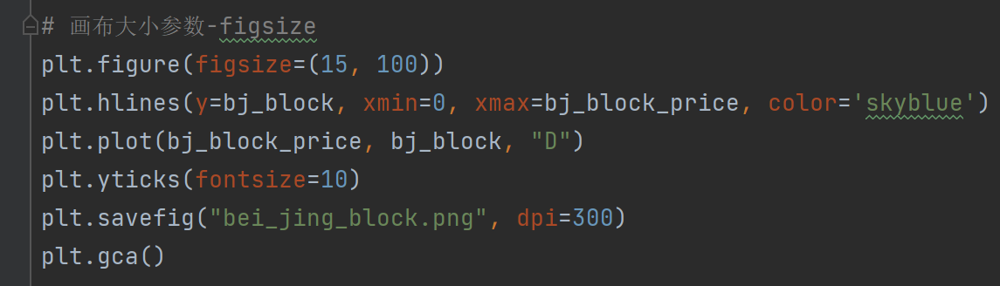 # 画布大小参数-figsize
plt.figure(figsize=(15, 100))
plt.hlines(y=bj_block, xmin=0, xmax=bj_block_price, color='skyblue')
plt.plot(bj_block_price, bj_block, "D")
plt.yticks(fontsize=10)
plt.savefig("bei_jing_block.png", dpi=300)
plt.gca()